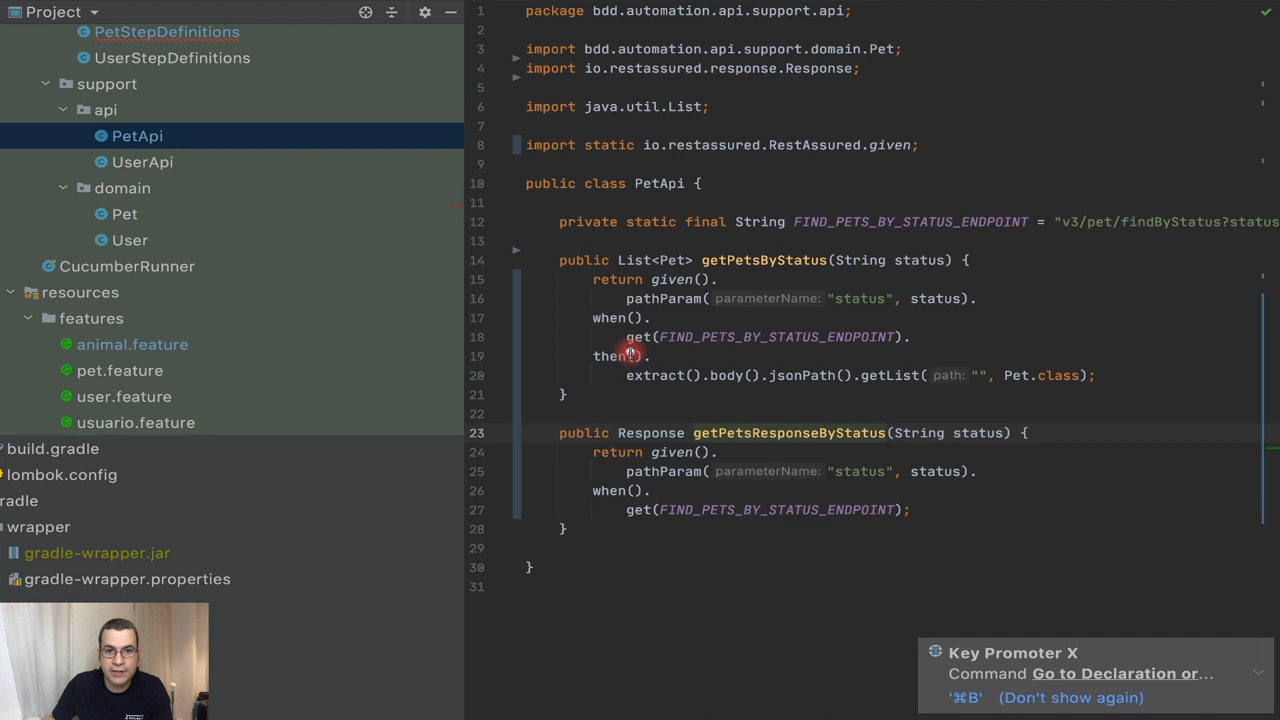 Project
PetStepDefinitions
UserStepDefinitions
support
api
PetApi
UserApi
domain
Pet
User
CucumberRunner
resources
features
animal.feature
pet.feature
user.feature
usuario.feature
build.gradle
lombok.config
radle
wrapper
gradle-wrapper.jar
gradle-wrapper.properties
1 package bdd.automation.api.support.api;
2
3 import bdd.automation.api.support.domain.Pet;
4 import io.restassured.response.Response;
5
6 import java.util.List;
7
8 import static io.restassured.RestAssured.given;
9
10 public class PetApi {
11
12 private static final String FIND_PETS_BY_STATUS_ENDPOINT = "v3/pet/findByStatus?status
13
14 public List<Pet> getPetsByStatus(String status) {
15 return given().
16 pathParam( parameterName: "status", status).
17 when().
18 get(FIND_PETS_BY_STATUS_ENDPOINT).
19 then().
20 extract().body().jsonPath().getList( path: "", Pet.class);
21 }
22
23 public Response getPetsResponseByStatus(String status) {
24 return given().
25 pathParam( parameterName: "status", status).
26 when().
27 get(FIND_PETS_BY_STATUS_ENDPOINT);
28 }
29
30 }
31
Key Promoter X
Command Go to Declaration or...
'⌘B' (Don't show again)